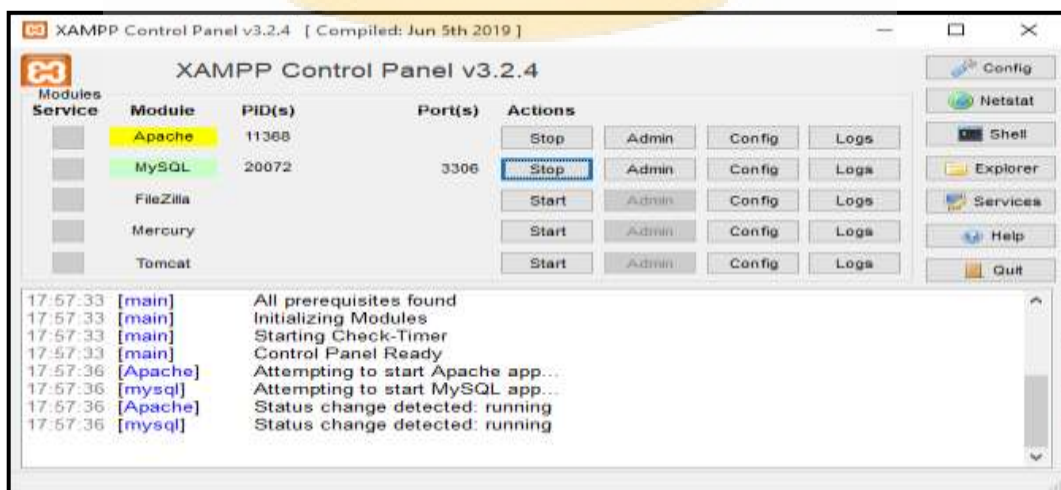 XAMPP Control Panel v3.2.4 [ Compiled: Jun 5th 2019 ]
XAMPP Control Panel v3.2.4
Config
Modules
Service Module PID(s) Port(s) Actions
Netstat
Apache 11368 Stop Admin Config Logs
Shell
MySQL 20072 3306 Stop Admin Config Logs
Explorer
FileZilla Start Admin Config Logs
Services
Mercury Start Admin Config Logs
Help
Tomcat Start Admin Config Logs
Quit
17:57:33 [main] All prerequisites found
17:57:33 [main] Initializing Modules
17:57:33 [main] Starting Check-Timer
17:57:33 [main] Control Panel Ready
17:57:36 [Apache] Attempting to start Apache app...
17:57:36 [mysql] Attempting to start MySQL app...
17:57:36 [Apache] Status change detected: running
17:57:36 [mysql] Status change detected: running